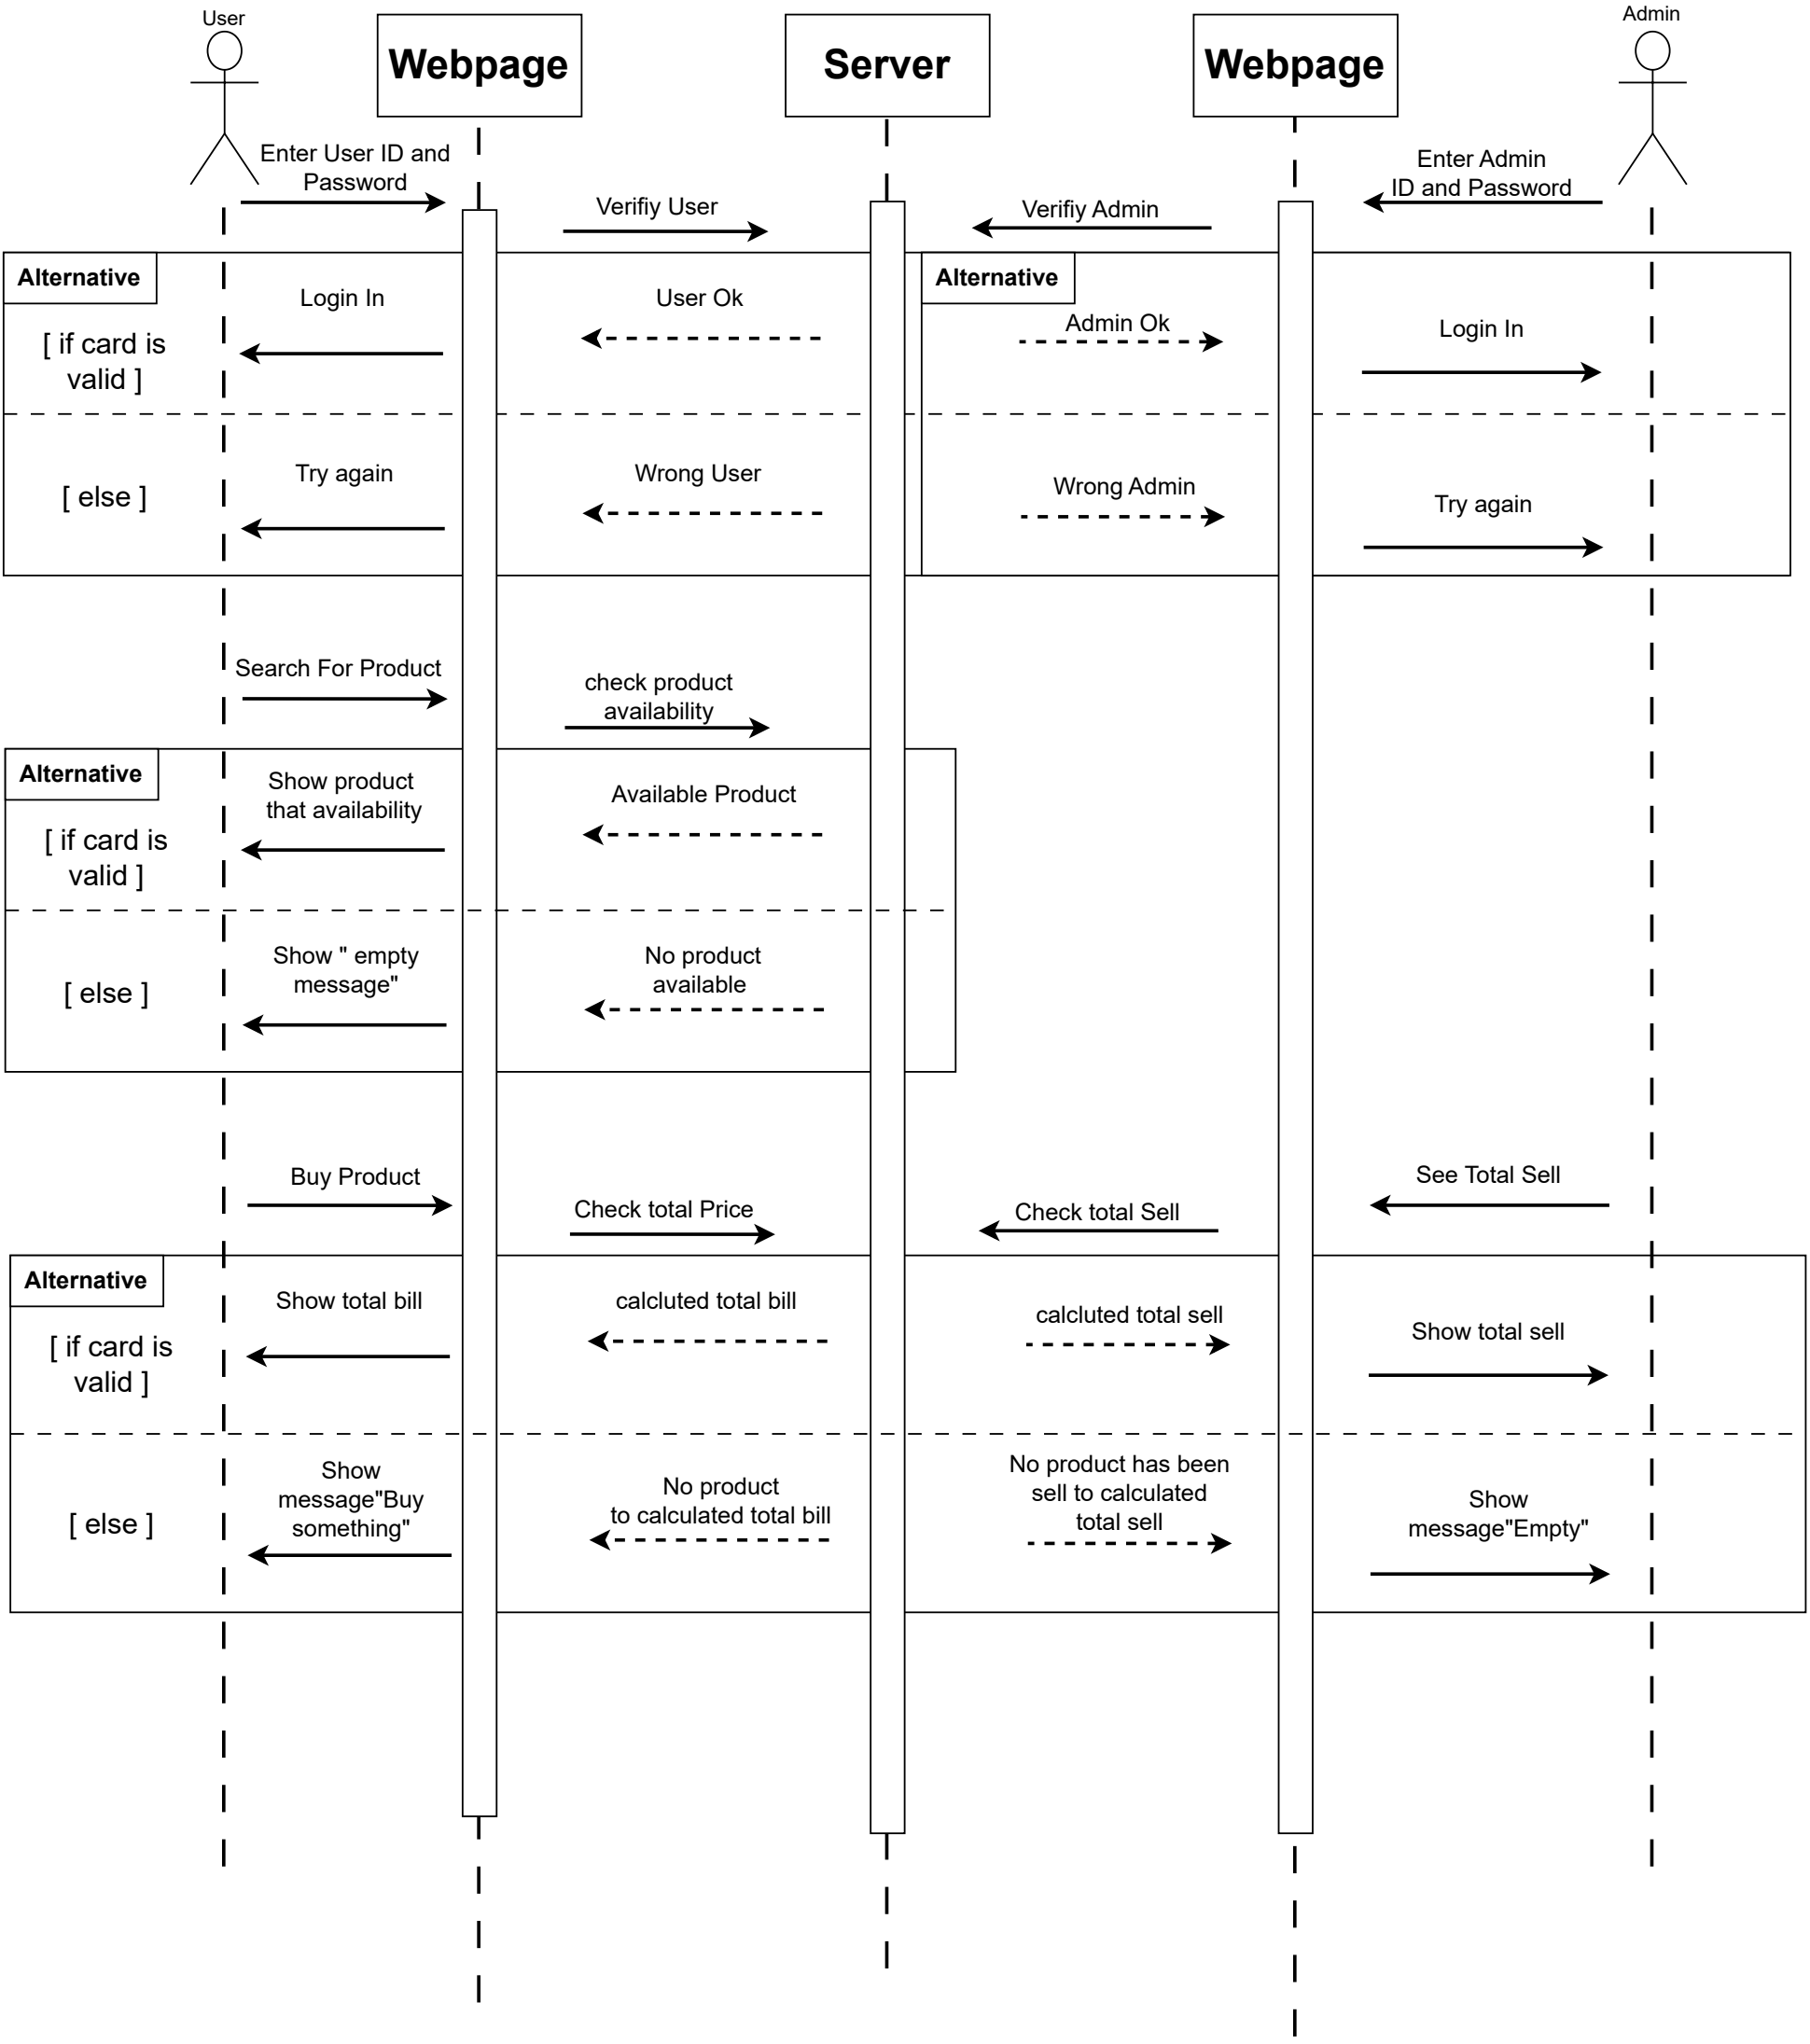 User
Webpage
Server
Webpage
Admin
Enter User ID and
Password
Verifiy User
Verifiy Admin
Enter Admin
ID and Password
Alternative
Login In
User Ok
Alternative
Admin Ok
Login In
[ if card is
valid ]
Try again
Wrong User
Wrong Admin
Try again
[ else ]
Search For Product
check product
availability
Alternative
Show product
that availability
Available Product
[ if card is
valid ]
Show " empty
message"
No product
available
[ else ]
Buy Product
Check total Price
Check total Sell
See Total Sell
Alternative
Show total bill
calcluted total bill
calcluted total sell
Show total sell
[ if card is
valid ]
Show
message"Buy
something"
No product
to calculated total bill
No product has been
sell to calculated
total sell
Show
message"Empty"
[ else ]